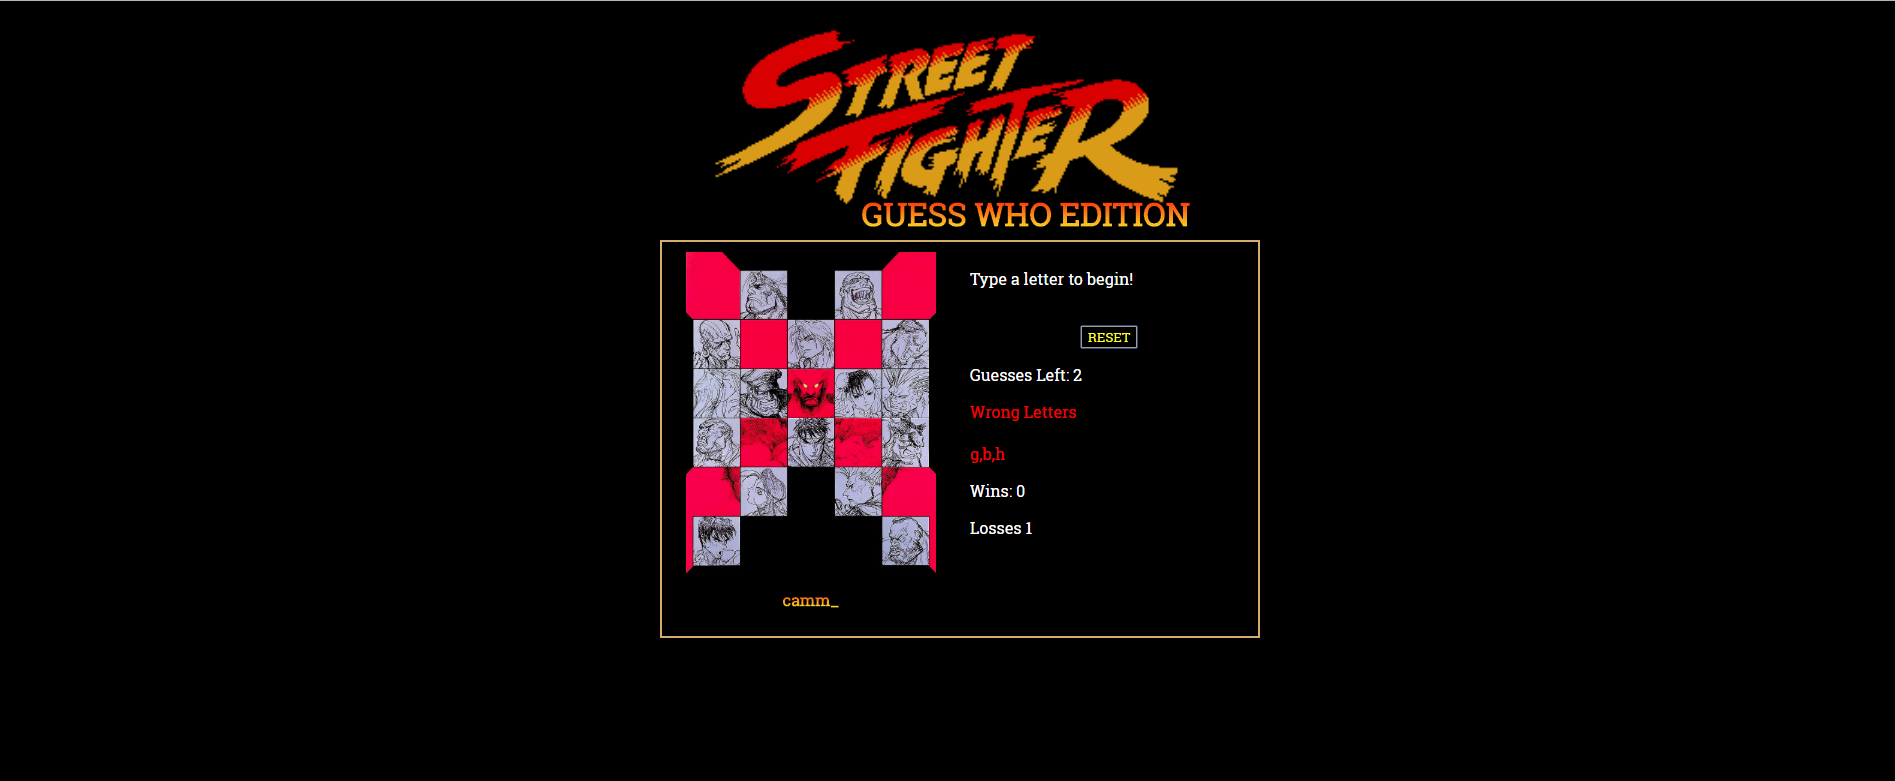 STREET
FIGHTER
GUESS WHO EDITION
Type a letter to begin!
RESET
Guesses Left: 2
Wrong Letters
g,b,h
Wins: 0
Losses 1
camm_